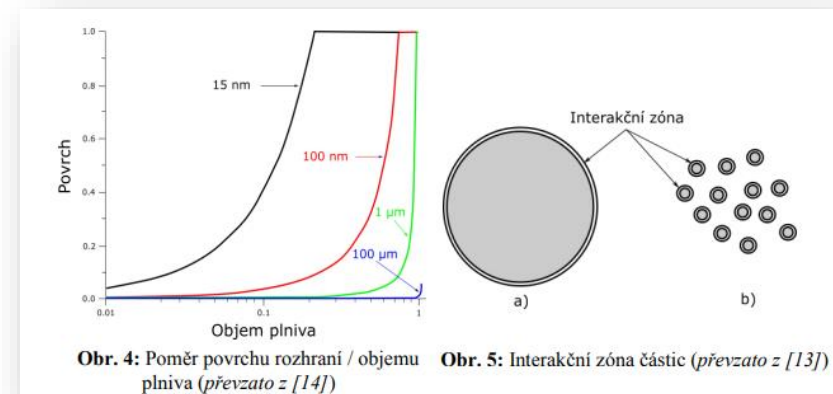 1.0
0.8
0.6
0.4
0.2
0.0
Povrch
15 nm
100 nm
1 µm
100 µm
0.01
0.1
1
Objem plniva
Interakční zóna
a)
b)
Obr. 4: Poměr povrchu rozhraní / objemu
plniva (převzato z [14])
Obr. 5: Interakční zóna částic (převzato z [13])